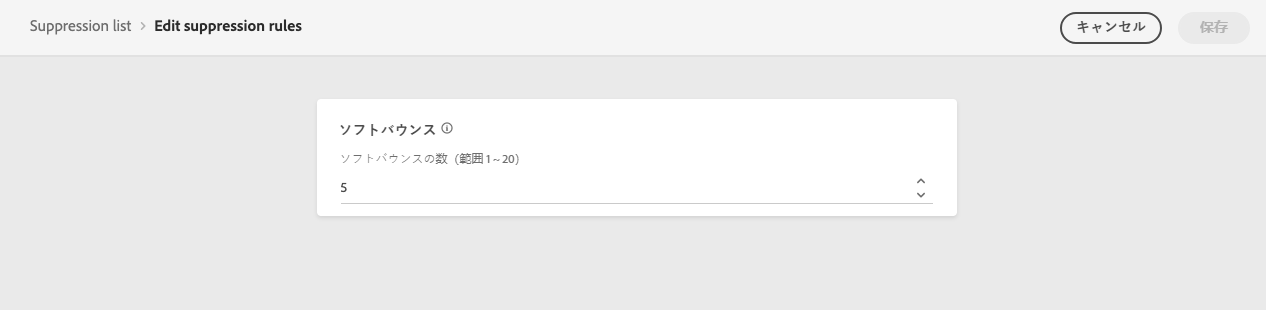 Suppression list > Edit suppression rules
キャンセル
保存
ソフトバウンス
ソフトバウンスの数（範囲 1 ~ 20）
5